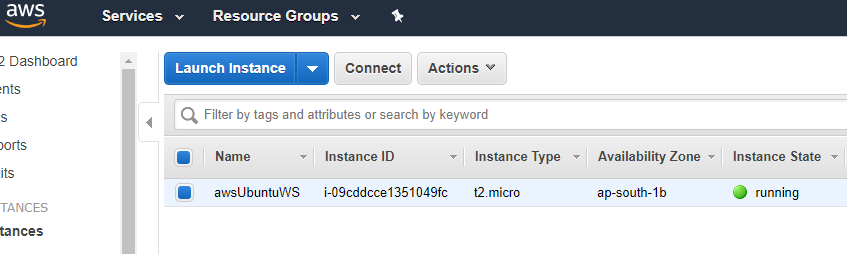 aws Services Resource Groups
2 Dashboard
ents
s
ports
its
TANCES
tances
Launch Instance Connect Actions
Filter by tags and attributes or search by keyword
Name Instance ID Instance Type Availability Zone Instance State
awsUbuntuWS i-09cddcce1351049fc t2.micro ap-south-1b running